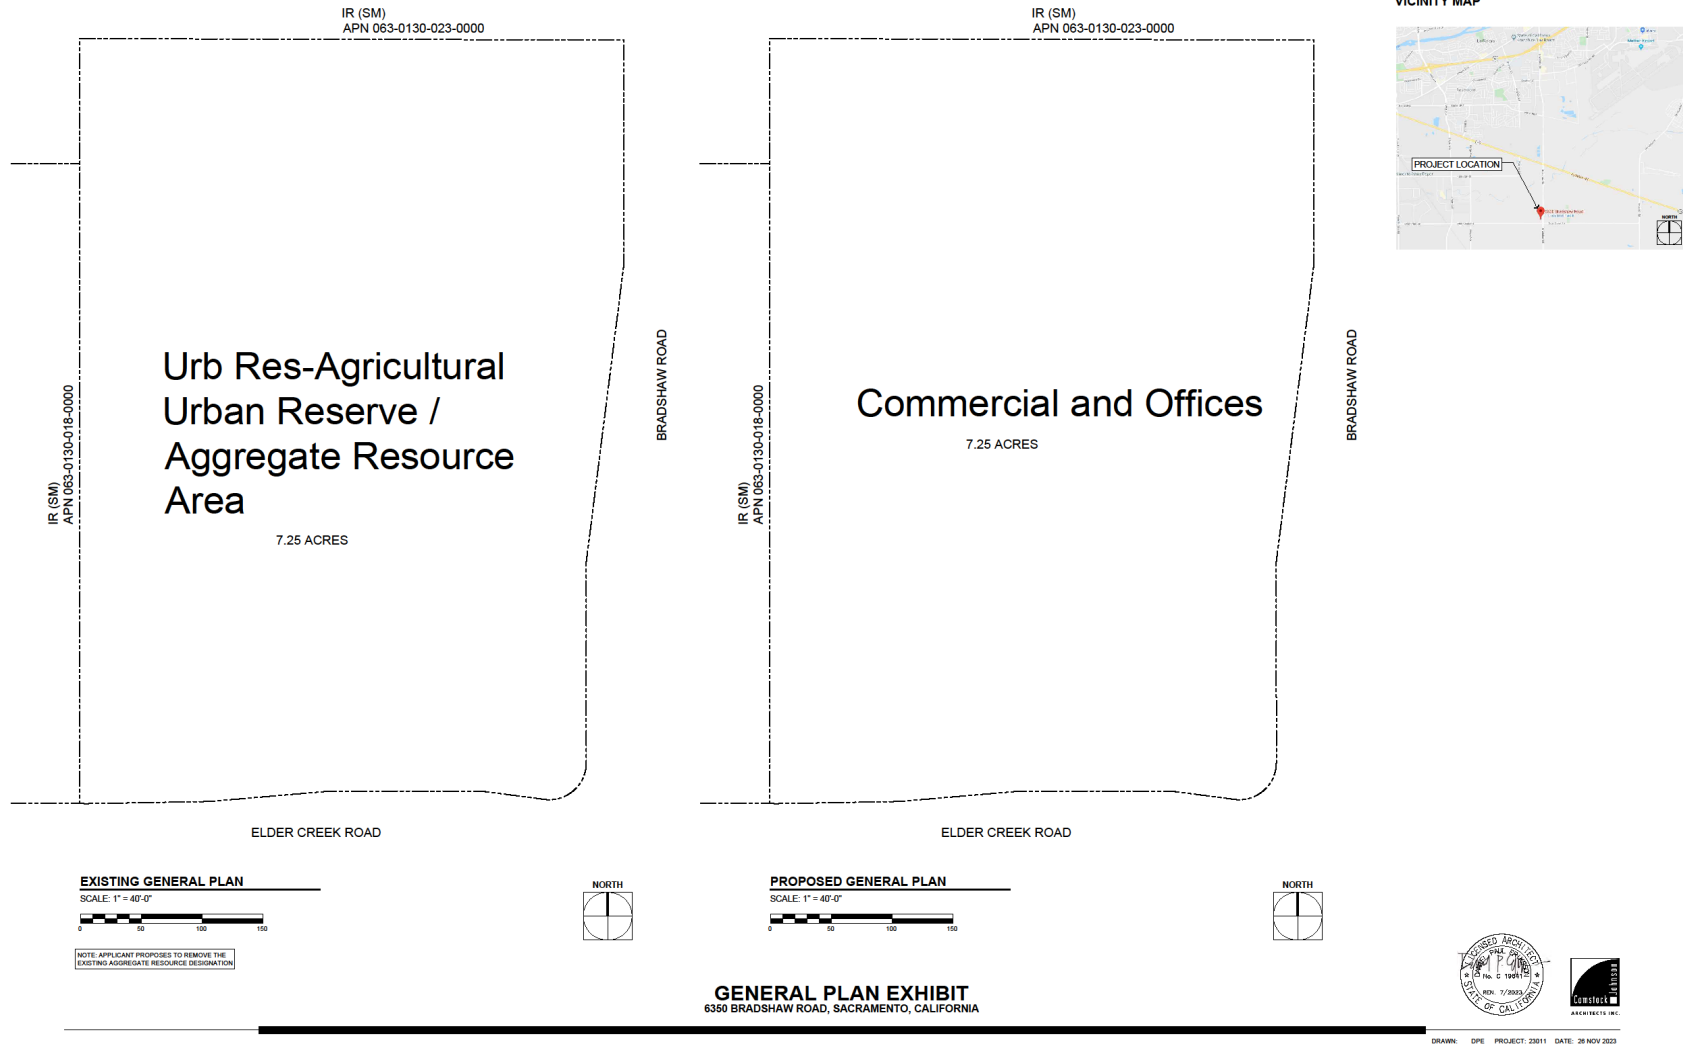 IR (SM)
APN 063-0130-023-0000
IR (SM)
APN 063-0130-018-0000
Urb Res-Agricultural
Urban Reserve /
Aggregate Resource
Area
7.25 ACRES
BRADSHAW ROAD
ELDER CREEK ROAD
EXISTING GENERAL PLAN
SCALE: 1" = 40'-0"
0 50 100 150
NOTE: APPLICANT PROPOSES TO REMOVE THE
EXISTING AGGREGATE RESOURCE DESIGNATION
NORTH
IR (SM)
APN 063-0130-023-0000
IR (SM)
APN 063-0130-018-0000
Commercial and Offices
7.25 ACRES
BRADSHAW ROAD
ELDER CREEK ROAD
PROPOSED GENERAL PLAN
SCALE: 1" = 40'-0"
0 50 100 150
NORTH
VICINITY MAP
PROJECT LOCATION
NORTH
GENERAL PLAN EXHIBIT
6350 BRADSHAW ROAD, SACRAMENTO, CALIFORNIA
LICENSED ARCHITECT
STATE OF CALIFORNIA
REN. 7/2023
Comstock
Johnson
ARCHITECTS INC.
DRAWN: DPE PROJECT: 23011 DATE: 26 NOV 2023